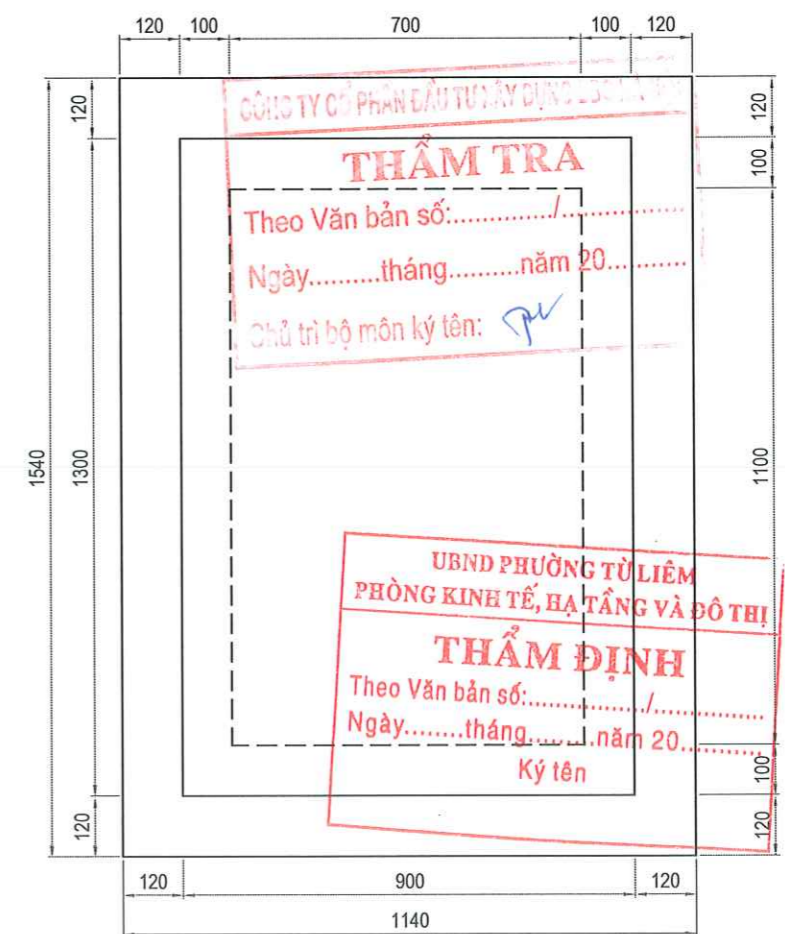 120 100 700 100 120
120
1300
1540
120
120
100
1100
100
120
CÔNG TY CỔ PHẦN ĐẦU TƯ XÂY DỰNG
THẨM TRA
Theo Văn bản số:............../..................
Ngày..........tháng..........năm 20...........
Chủ trì bộ môn ký tên:
UBND PHƯỜNG TỪ LIÊM
PHÒNG KINH TẾ, HẠ TẦNG VÀ ĐÔ THỊ
THẨM ĐỊNH
Theo Văn bản số:................./................
Ngày........tháng..........năm 20...........
Ký tên
120 900 120
1140